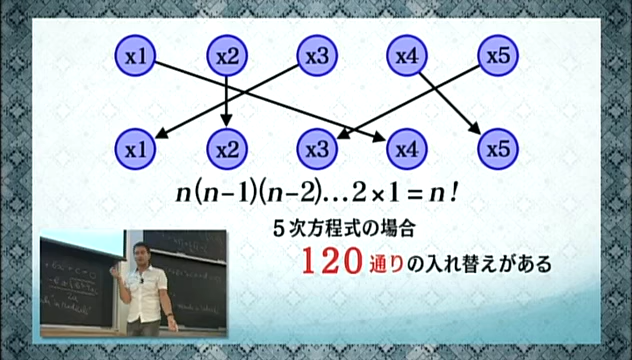 x1 x2 x3 x4 x5
x1 x2 x3 x4 x5
n(n−1)(n−2)…2×1=n!
5次方程式の場合
120通りの入れ替えがある